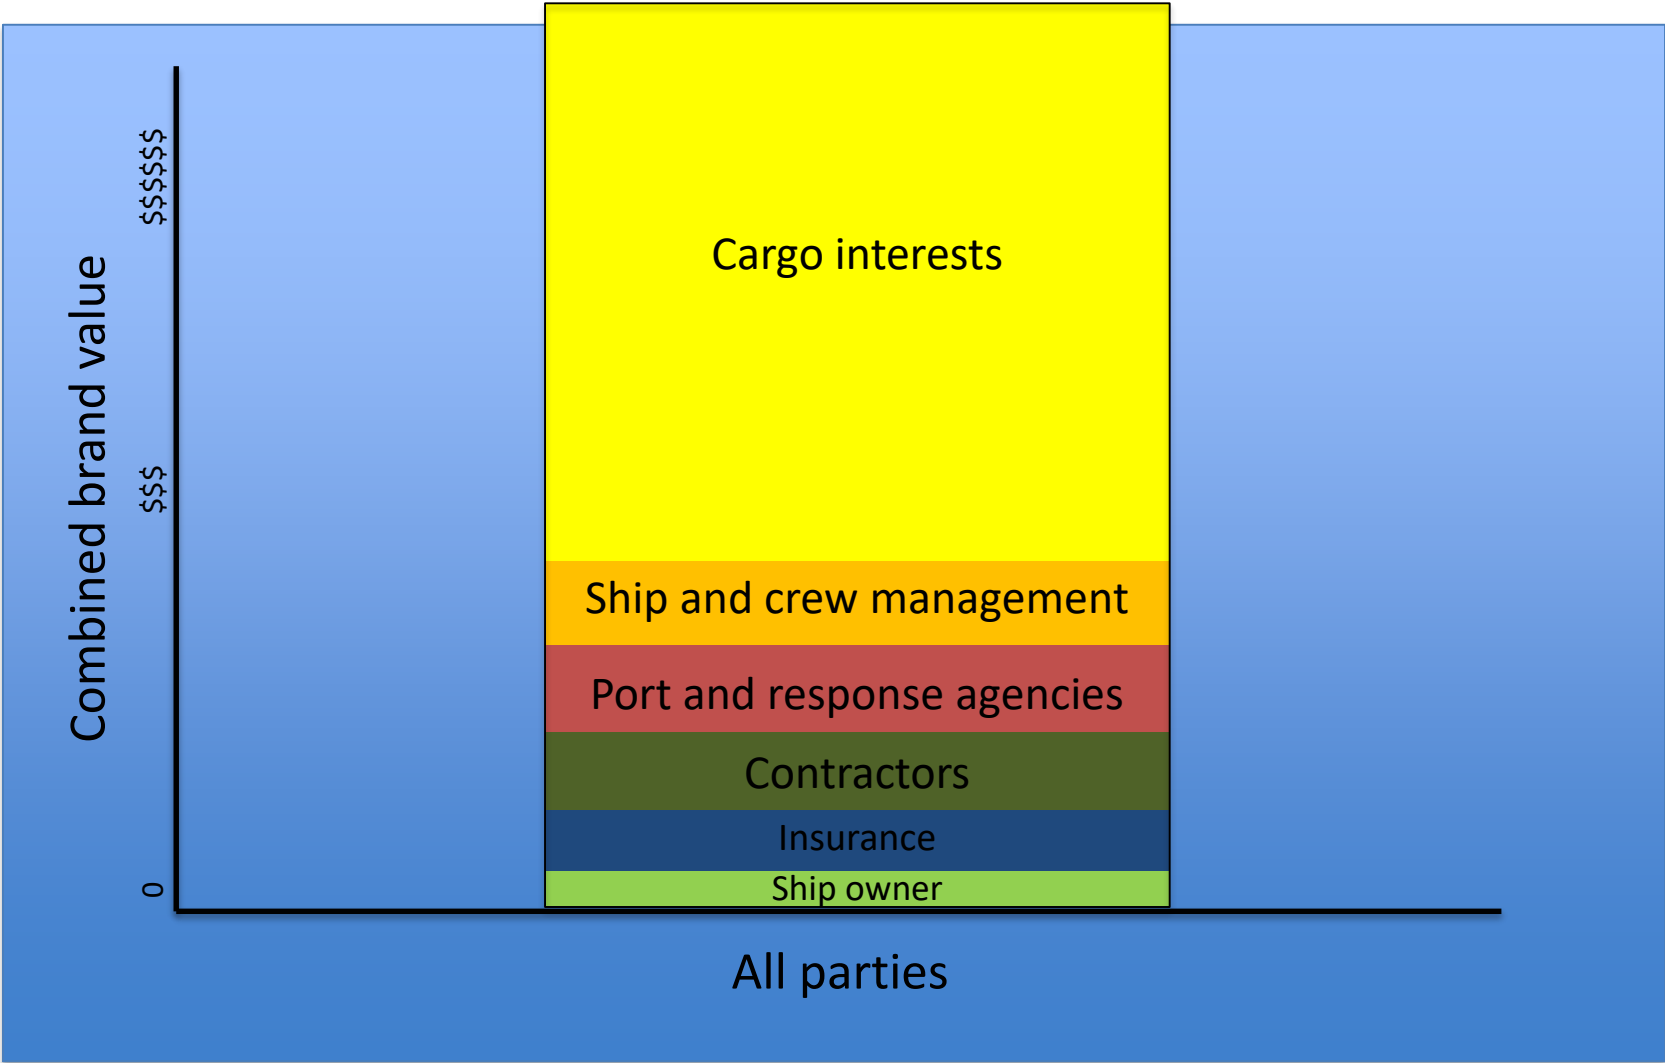 Combined brand value
$$$$$$
$$$
0
Cargo interests
Ship and crew management
Port and response agencies
Contractors
Insurance
Ship owner
All parties